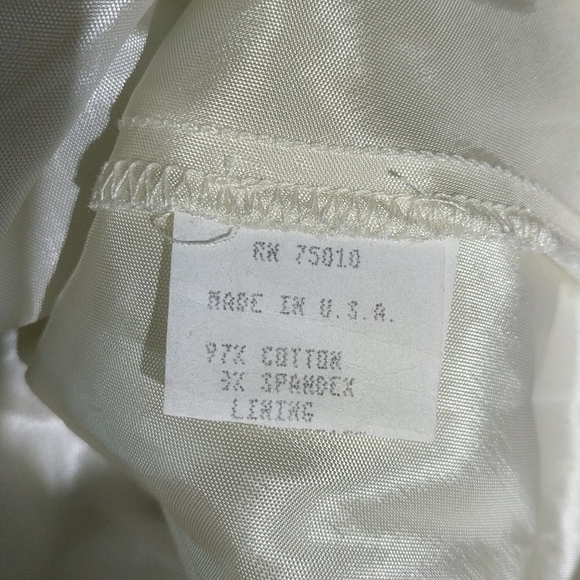 RN 75010
MADE IN U.S.A.
97% COTTON
3% SPANDEX
LINING